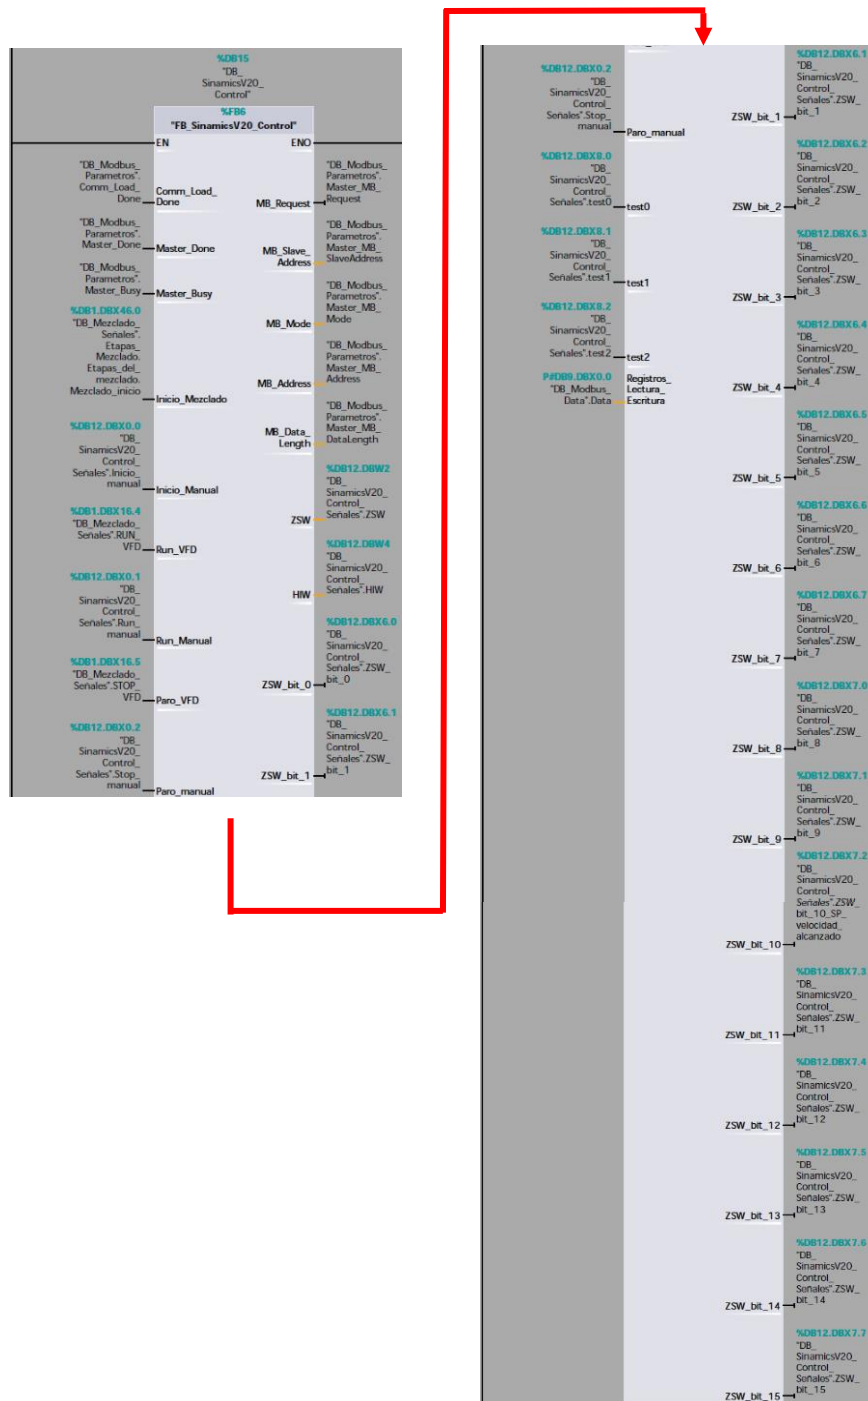 %DB15
"DB_
SinamicsV20_
Control"
%FB6
"FB_SinamicsV20_Control"
EN
ENO
"DB_Modbus_
Parametros".
Comm_Load_
Done
Comm_Load_
Done
"DB_Modbus_
Parametros".
Master_Done
Master_Done
"DB_Modbus_
Parametros".
Master_Busy
Master_Busy
%DB1.DBX46.0
"DB_Mezclado_
Señales".
Etapas_
Mezclado.
Etapas_del_
mezclado.
Mezclado_inicio
Inicio_Mezclado
%DB12.DBX0.0
"DB_
SinamicsV20_
Control_
Señales".Inicio_
manual
Inicio_Manual
%DB1.DBX16.4
"DB_Mezclado_
Señales".RUN_
VFD
Run_VFD
%DB12.DBX0.1
"DB_
SinamicsV20_
Control_
Señales".Run_
manual
Run_Manual
%DB1.DBX16.5
"DB_Mezclado_
Señales".STOP_
VFD
Paro_VFD
%DB12.DBX0.2
"DB_
SinamicsV20_
Control_
Señales".Stop_
manual
Paro_manual
MB_Request
"DB_Modbus_
Parametros".
Master_MB_
Request
MB_Slave_
Address
"DB_Modbus_
Parametros".
Master_MB_
SlaveAddress
MB_Mode
"DB_Modbus_
Parametros".
Master_MB_
Mode
MB_Address
"DB_Modbus_
Parametros".
Master_MB_
Address
MB_Data_
Length
"DB_Modbus_
Parametros".
Master_MB_
DataLength
ZSW
%DB12.DBW2
"DB_
SinamicsV20_
Control_
Señales".ZSW
HIW
%DB12.DBW4
"DB_
SinamicsV20_
Control_
Señales".HIW
ZSW_bit_0
%DB12.DBX6.0
"DB_
SinamicsV20_
Control_
Señales".ZSW_
bit_0
ZSW_bit_1
%DB12.DBX6.1
"DB_
SinamicsV20_
Control_
Señales".ZSW_
bit_1
%DB12.DBX0.2
"DB_
SinamicsV20_
Control_
Señales".Stop_
manual
Paro_manual
%DB12.DBX8.0
"DB_
SinamicsV20_
Control_
Señales".test0
test0
%DB12.DBX8.1
"DB_
SinamicsV20_
Control_
Señales".test1
test1
%DB12.DBX8.2
"DB_
SinamicsV20_
Control_
Señales".test2
test2
P#DB9.DBX0.0
"DB_Modbus_
Data".Data
Registros_
Lectura_
Escritura
ZSW_bit_1
%DB12.DBX6.1
"DB_
SinamicsV20_
Control_
Señales".ZSW_
bit_1
ZSW_bit_2
%DB12.DBX6.2
"DB_
SinamicsV20_
Control_
Señales".ZSW_
bit_2
ZSW_bit_3
%DB12.DBX6.3
"DB_
SinamicsV20_
Control_
Señales".ZSW_
bit_3
ZSW_bit_4
%DB12.DBX6.4
"DB_
SinamicsV20_
Control_
Señales".ZSW_
bit_4
ZSW_bit_5
%DB12.DBX6.5
"DB_
SinamicsV20_
Control_
Señales".ZSW_
bit_5
ZSW_bit_6
%DB12.DBX6.6
"DB_
SinamicsV20_
Control_
Señales".ZSW_
bit_6
ZSW_bit_7
%DB12.DBX6.7
"DB_
SinamicsV20_
Control_
Señales".ZSW_
bit_7
ZSW_bit_8
%DB12.DBX7.0
"DB_
SinamicsV20_
Control_
Señales".ZSW_
bit_8
ZSW_bit_9
%DB12.DBX7.1
"DB_
SinamicsV20_
Control_
Señales".ZSW_
bit_9
ZSW_bit_10
%DB12.DBX7.2
"DB_
SinamicsV20_
Control_
Señales".ZSW_
bit_10_SP_
velocidad_
alcanzado
ZSW_bit_11
%DB12.DBX7.3
"DB_
SinamicsV20_
Control_
Señales".ZSW_
bit_11
ZSW_bit_12
%DB12.DBX7.4
"DB_
SinamicsV20_
Control_
Señales".ZSW_
bit_12
ZSW_bit_13
%DB12.DBX7.5
"DB_
SinamicsV20_
Control_
Señales".ZSW_
bit_13
ZSW_bit_14
%DB12.DBX7.6
"DB_
SinamicsV20_
Control_
Señales".ZSW_
bit_14
ZSW_bit_15
%DB12.DBX7.7
"DB_
SinamicsV20_
Control_
Señales".ZSW_
bit_15